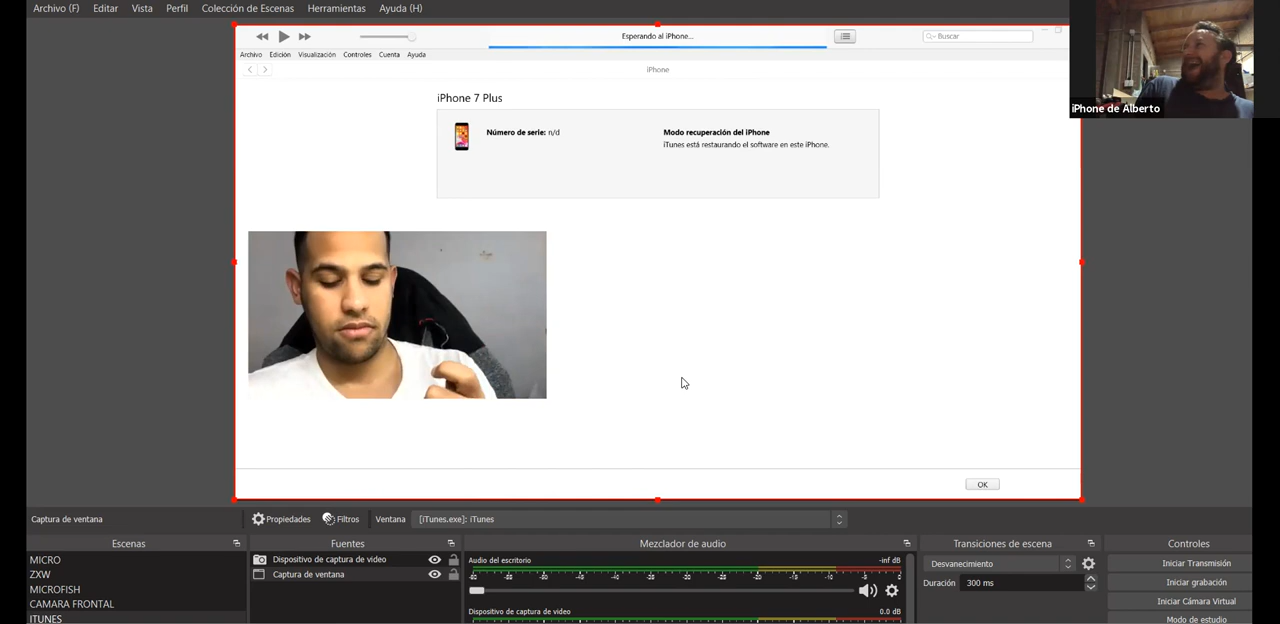 Archivo (F) Editar Vista Perfil Colección de Escenas Herramientas Ayuda (H)
Esperando al iPhone...
Buscar
Archivo Edición Visualización Controles Cuenta Ayuda
iPhone
iPhone de Alberto
iPhone 7 Plus
Número de serie: n/d
Modo recuperación del iPhone
iTunes está restaurando el software en este iPhone.
OK
Captura de ventana
Propiedades Filtros Ventana [iTunes.exe]: iTunes
Escenas Fuentes Mezclador de audio Transiciones de escena Controles
MICRO
ZXW
MICROFISH
CAMARA FRONTAL
ITUNES
Dispositivo de captura de video
Captura de ventana
Audio del escritorio -inf dB
Dispositivo de captura de video 0.0 dB
Desvanecimiento
Duración 300 ms
Iniciar Transmisión
Iniciar grabación
Iniciar Cámara Virtual
Modo de estudio